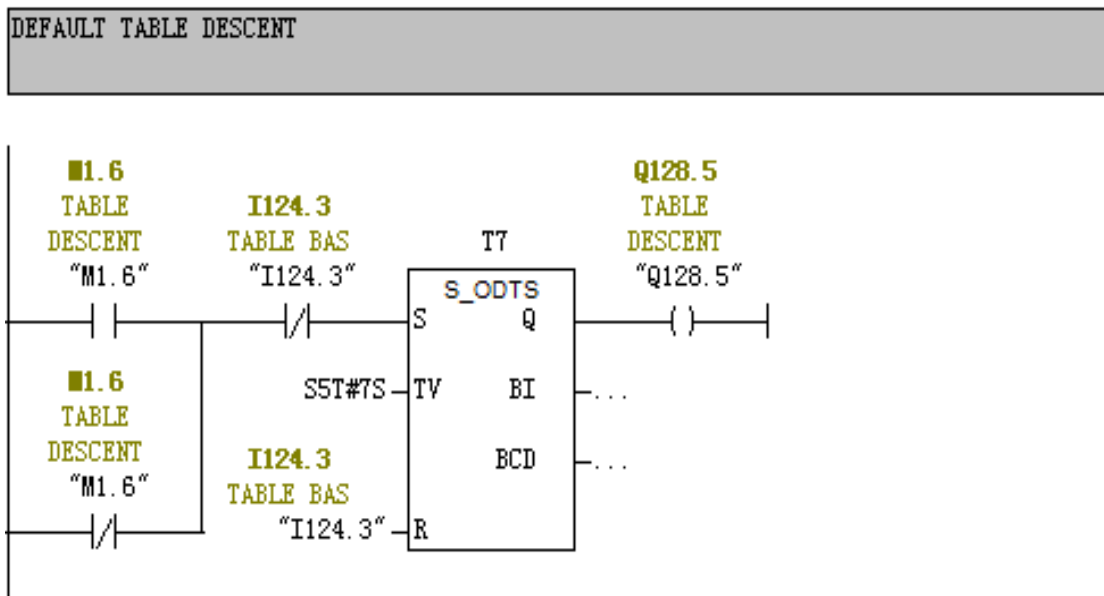 DEFAULT TABLE DESCENT
M1.6
TABLE
DESCENT
"M1.6"
I124.3
TABLE BAS
"I124.3"
T7
S_ODTS
S
Q
Q128.5
TABLE
DESCENT
"Q128.5"
S5T#7S
TV
BI
...
BCD
...
M1.6
TABLE
DESCENT
"M1.6"
I124.3
TABLE BAS
"I124.3"
R